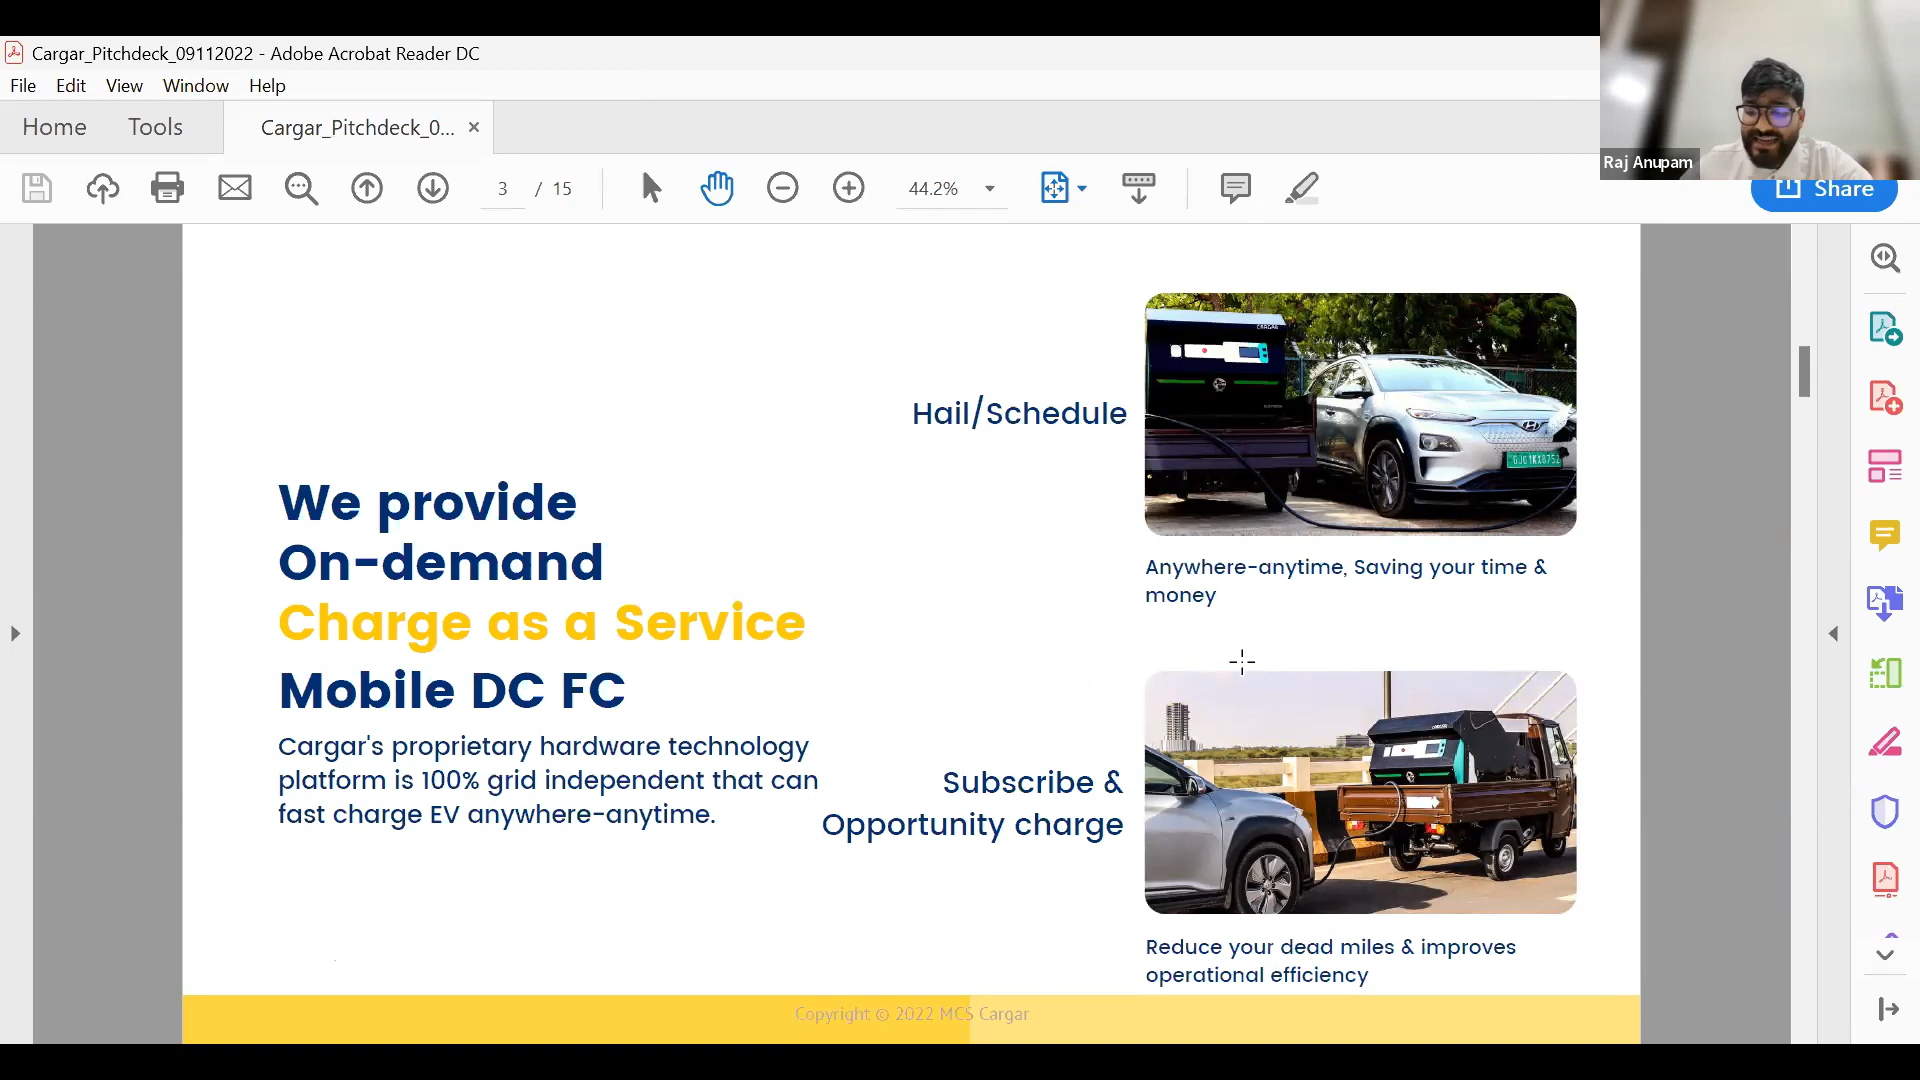 Cargar_Pitchdeck_09112022 - Adobe Acrobat Reader DC
File Edit View Window Help
Home Tools Cargar_Pitchdeck_0... ×
3 / 15 44.2%
Share
Raj Anupam
We provide
On-demand
Charge as a Service
Mobile DC FC
Cargar's proprietary hardware technology
platform is 100% grid independent that can
fast charge EV anywhere-anytime.
Hail/Schedule
CARGAR
Anywhere-anytime, Saving your time &
money
Subscribe &
Opportunity charge
Reduce your dead miles & improves
operational efficiency
Copyright © 2022 MCS Cargar